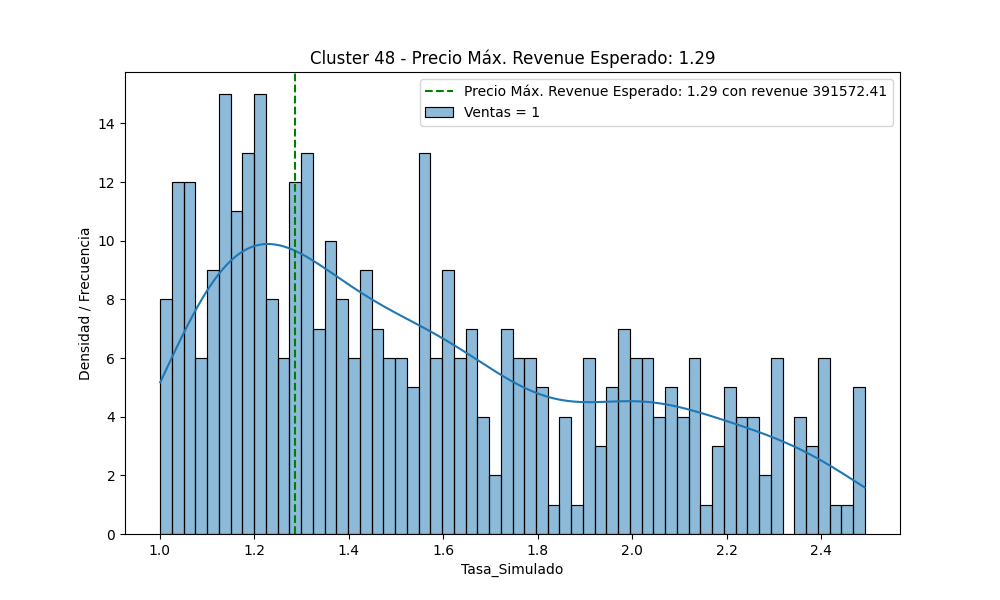 Cluster 48 - Precio Máx. Revenue Esperado: 1.29
Precio Máx. Revenue Esperado: 1.29 con revenue 391572.41
Ventas = 1
Densidad / Frecuencia
14
12
10
8
6
4
2
0
1.0 1.2 1.4 1.6 1.8 2.0 2.2 2.4
Tasa_Simulado